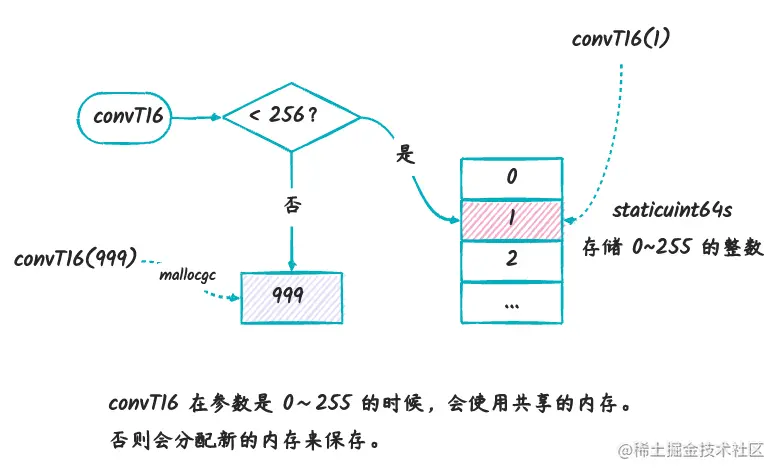 convT16(1)
convT16
< 256？
是
0
否
1
staticuint64s
存储 0~255 的整数
convT16(999)
mallocgc
2
999
...
convT16 在参数是 0～255 的时候，会使用共享的内存。
否则会分配新的内存来保存。
@稀土掘金技术社区